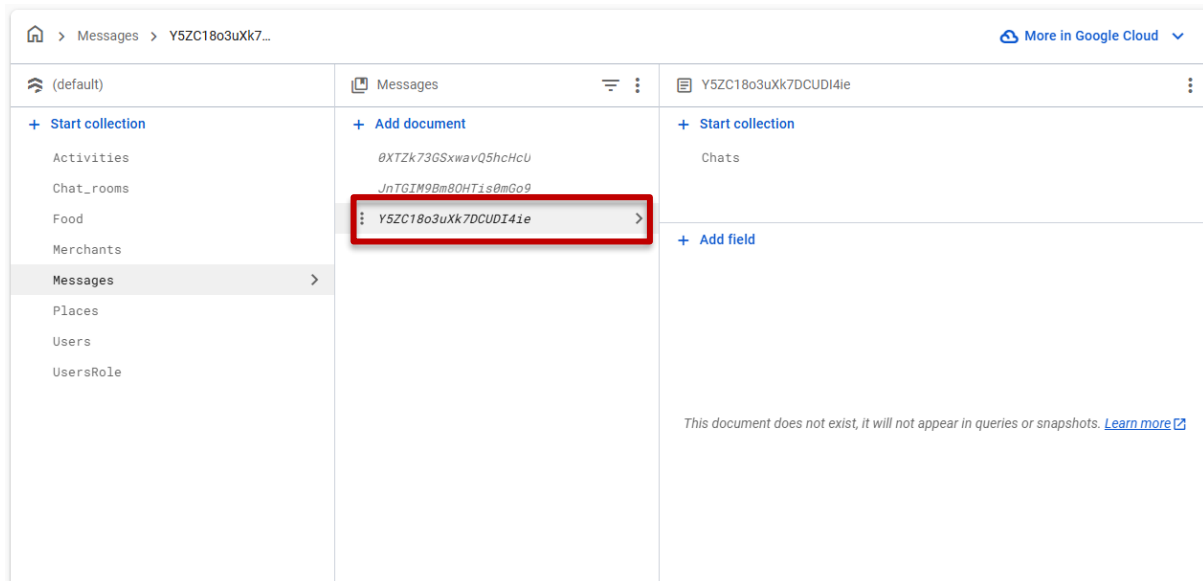 Messages
Y5ZC18o3uXk7…
More in Google Cloud
(default)
Start collection
Activities
Chat_rooms
Food
Merchants
Messages
Places
Users
UsersRole
Messages
Add document
0XTZk73GSxwavQ5hcHcU
JnTGIM9Bm8OHTis0mGo9
Y5ZC18o3uXk7DCUDI4ie
Y5ZC18o3uXk7DCUDI4ie
Start collection
Chats
Add field
This document does not exist, it will not appear in queries or snapshots. Learn more